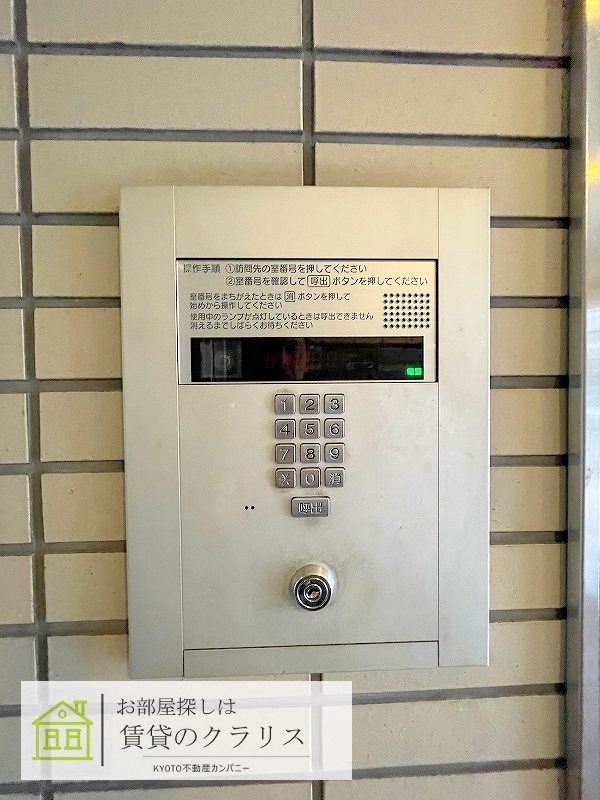 操作手順 ①訪問先の室番号を押してください
②室番号を確認して 呼出 ボタンを押してください
室番号をまちがえたときは 消 ボタンを押して
始めから操作してください
使用中のランプが点灯しているときは呼出できません
消えるまでしばらくお待ちください
1 2 3
4 5 6
7 8 9
X 0 消
呼出
お部屋探しは
賃貸のクラリス
KYOTO不動産カンパニー